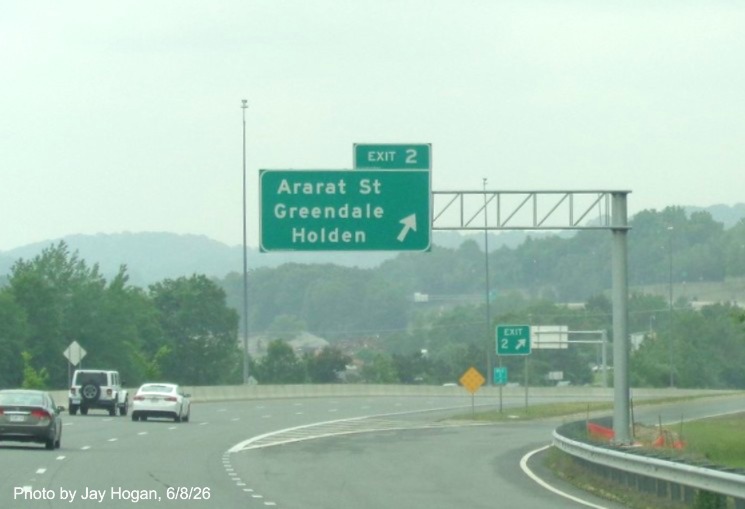 EXIT 2
Ararat St
Greendale
Holden
EXIT
2
Photo by Jay Hogan, 6/8/26